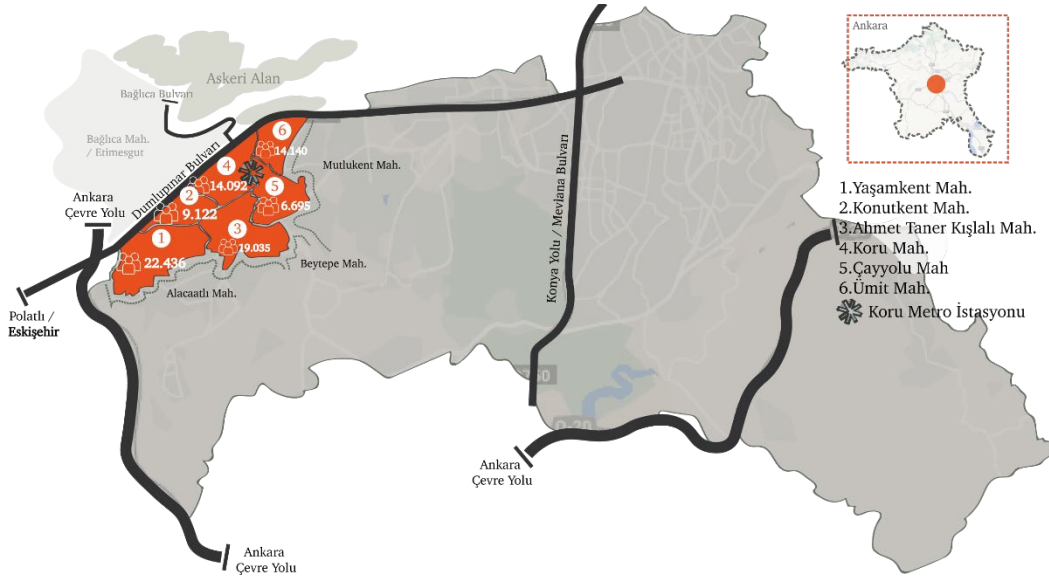 Askeri Alan
Bağlıca Bulvarı
Bağlıca Mah.
/ Etimesgut
Dumlupınar Bulvarı
Ankara
Çevre Yolu
6
14.140
4
14.092
Mutlukent Mah.
5
6.695
2
9.122
3
19.035
1
22.436
Beytepe Mah.
Alacaatlı Mah.
Polatlı /
Eskişehir
Konya Yolu / Mevlana Bulvarı
O-20
Ankara
Çevre Yolu
Ankara
Çevre Yolu
Ankara
1.Yaşamkent Mah.
2.Konutkent Mah.
3.Ahmet Taner Kışlalı Mah.
4.Koru Mah.
5.Çayyolu Mah
6.Ümit Mah.
Koru Metro İstasyonu